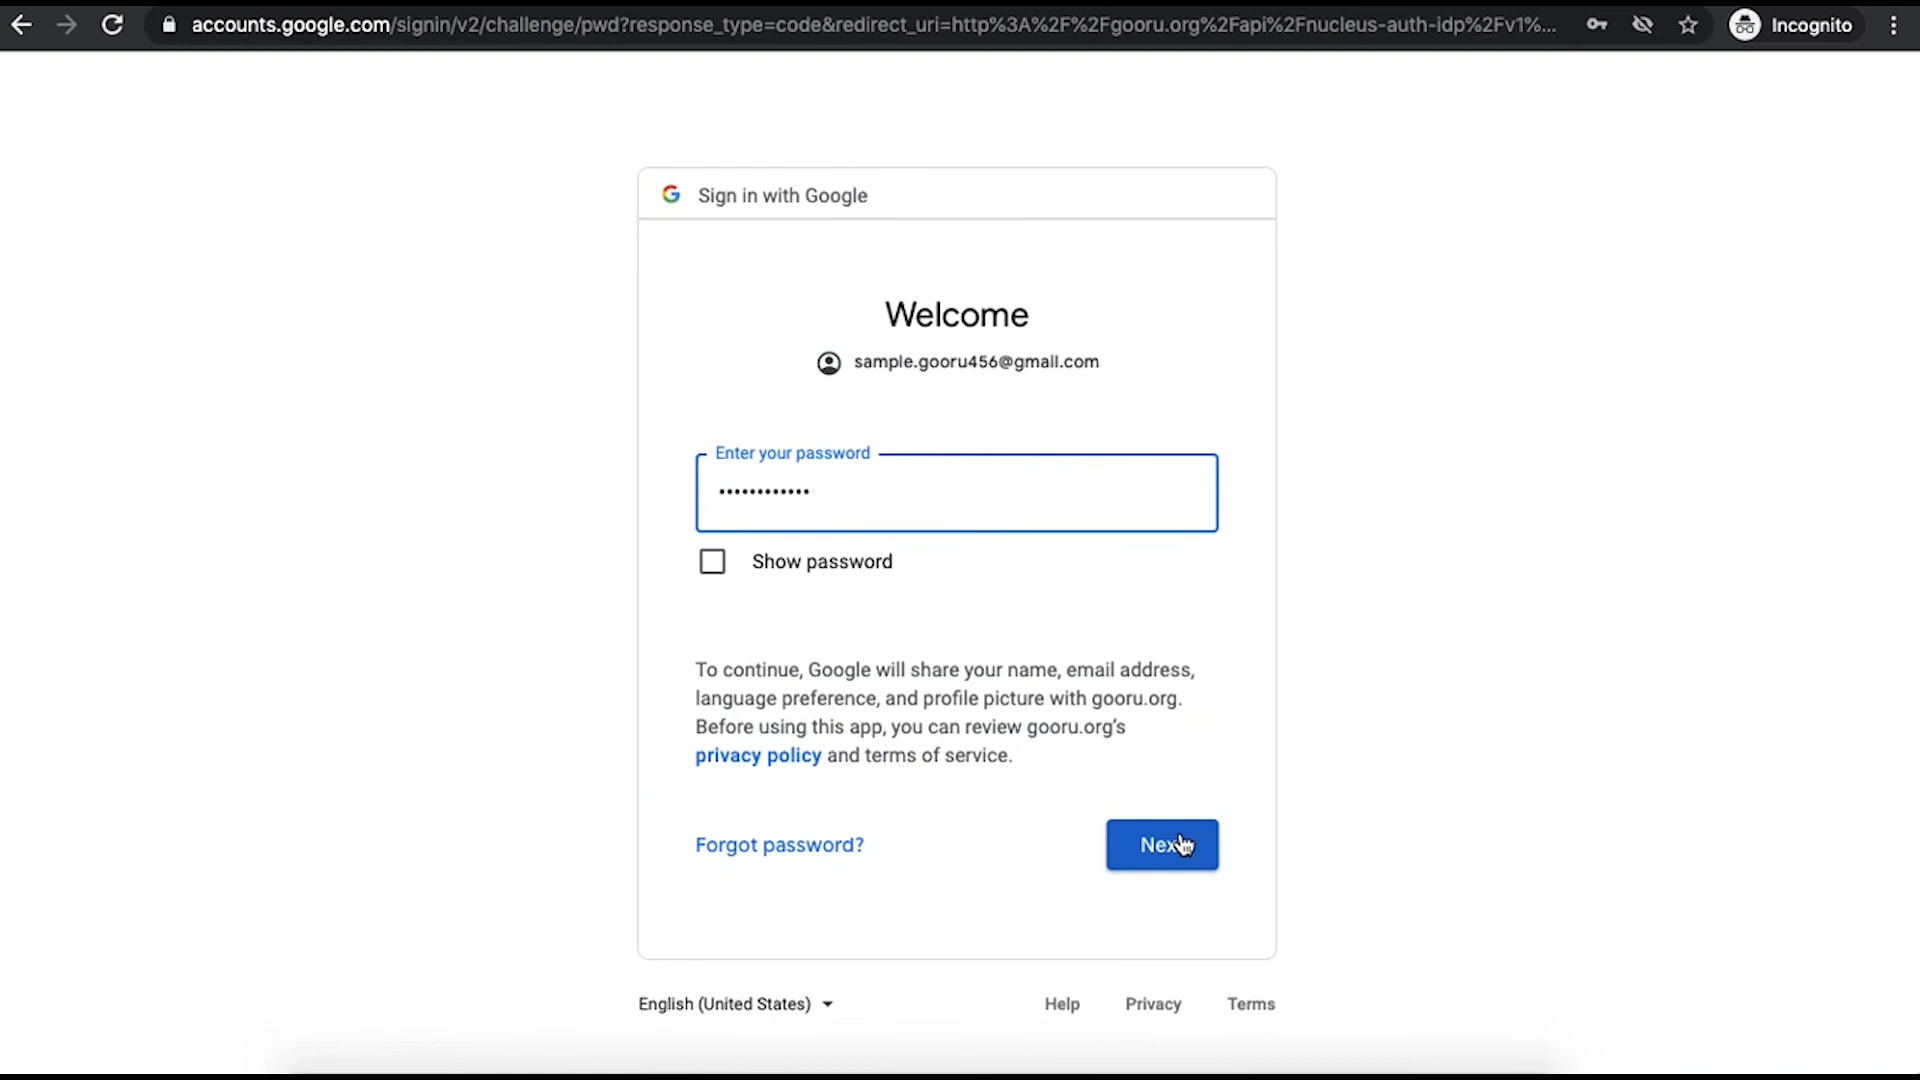 accounts.google.com/signin/v2/challenge/pwd?response_type=code&redirect_uri=http%3A%2F%2Fgooru.org%2Fapi%2Fnucleus-auth-idp%2Fv1%...
Incognito
Sign in with Google
Welcome
sample.gooru456@gmail.com
Enter your password
••••••••••••
Show password
To continue, Google will share your name, email address,
language preference, and profile picture with gooru.org.
Before using this app, you can review gooru.org's
privacy policy and terms of service.
Forgot password?
Next
English (United States)
Help Privacy Terms